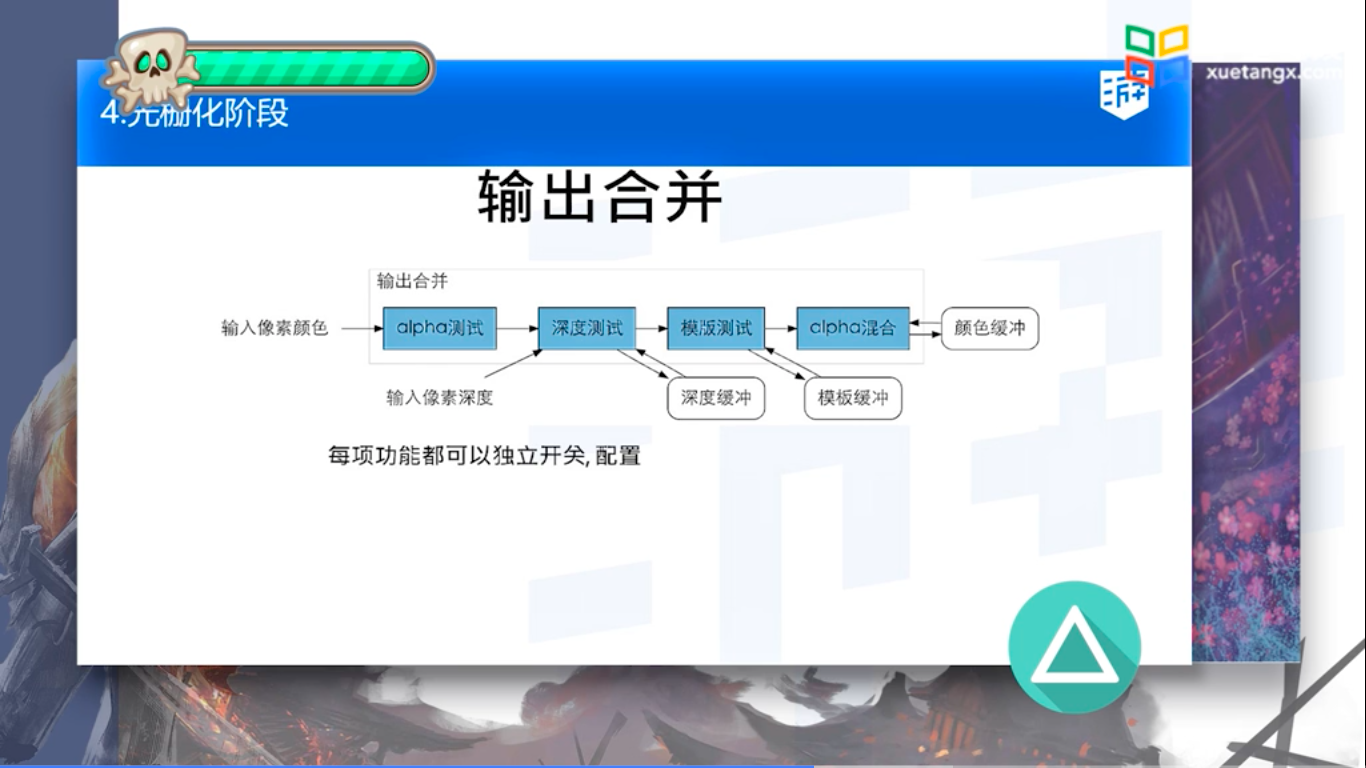 xuetangx.com
4.光栅化阶段
输出合并
输出合并
输入像素颜色
alpha测试
深度测试
模版测试
alpha混合
颜色缓冲
输入像素深度
深度缓冲
模板缓冲
每项功能都可以独立开关, 配置